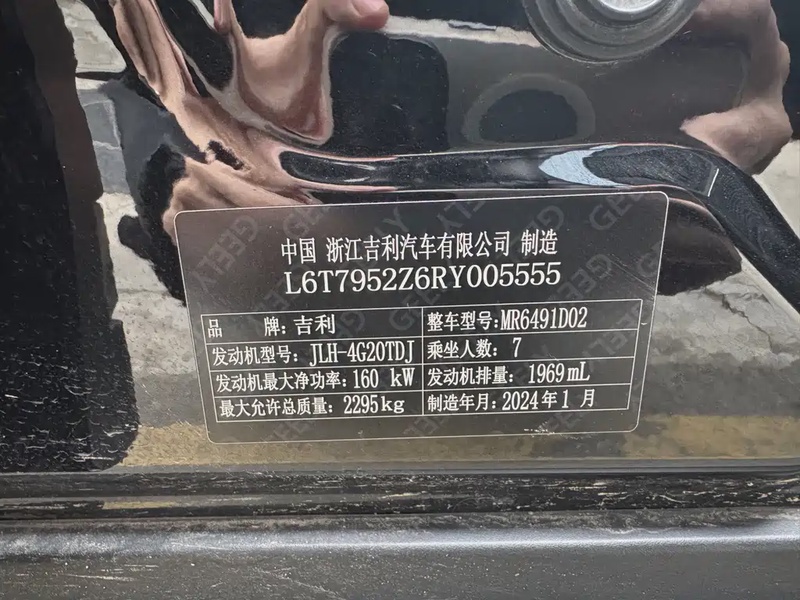 中国 浙江吉利汽车有限公司 制造
L6T7952Z6RY005555
品 牌:吉利 整车型号:MR6491D02
发动机型号: JLH-4G20TDJ 乘坐人数: 7
发动机最大净功率: 160 kW 发动机排量: 1969mL
最大允许总质量: 2295kg 制造年月: 2024年1月